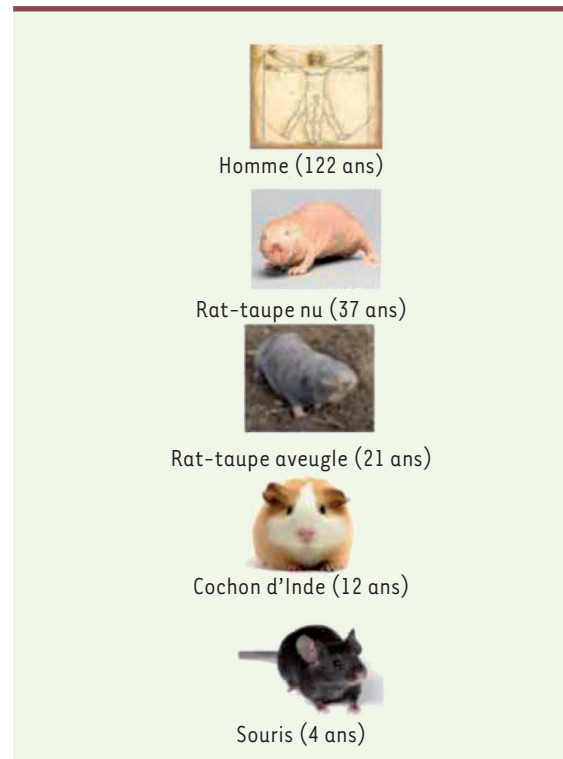 Homme (122 ans)
Rat-taupe nu (37 ans)
Rat-taupe aveugle (21 ans)
Cochon d'Inde (12 ans)
Souris (4 ans)